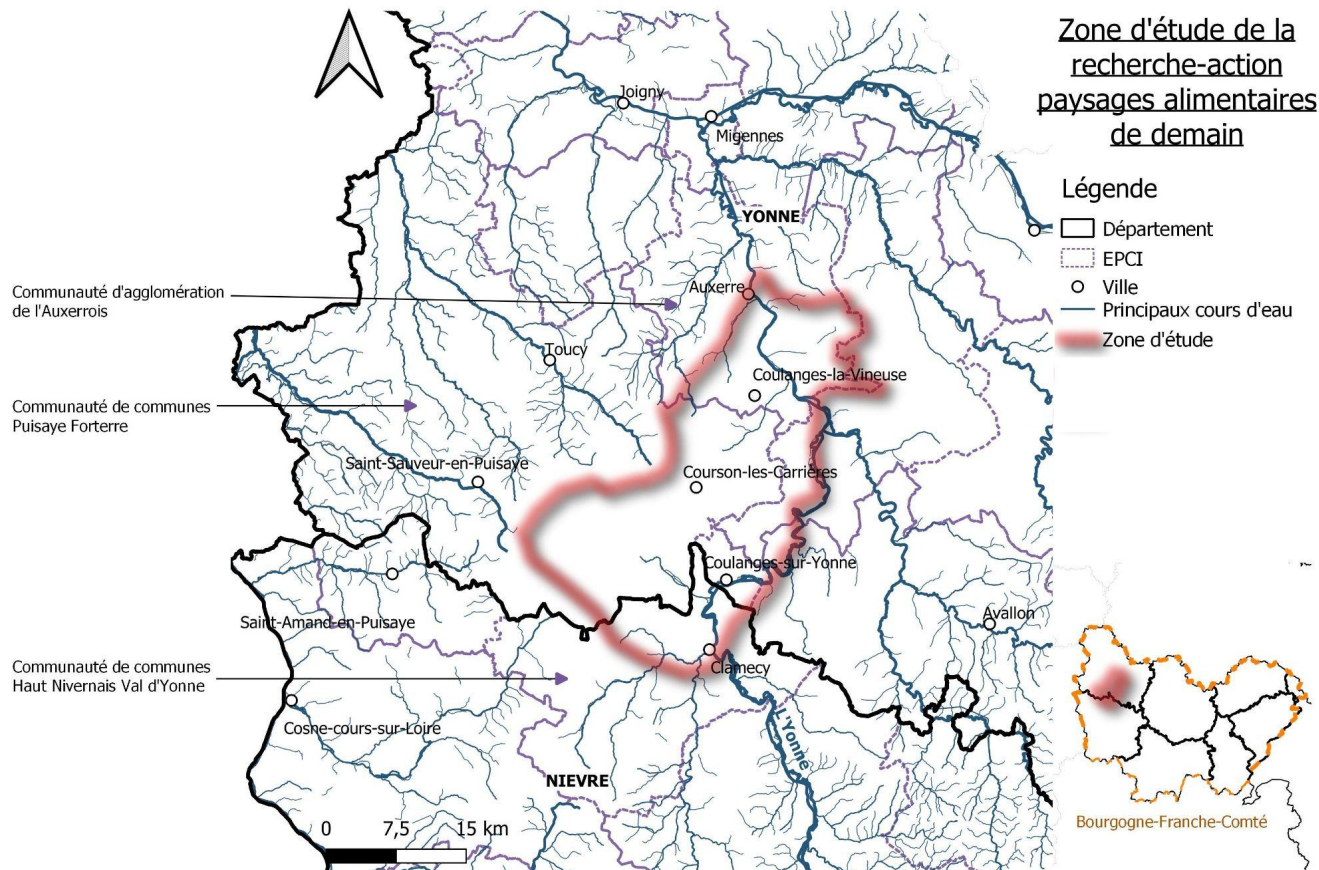 Zone d'étude de la
recherche-action
paysages alimentaires
de demain
Légende
Département
EPCI
Ville
Principaux cours d'eau
Zone d'étude
Joigny
Migennes
YONNE
Auxerre
Communauté d'agglomération
de l'Auxerrois
Toucy
Coulanges-la-Vineuse
Communauté de communes
Puisaye Forterre
Saint-Sauveur-en-Puisaye
Courson-les-Carrières
Coulanges-sur-Yonne
Saint-Amand-en-Puisaye
Avallon
Communauté de communes
Haut Nivernais Val d'Yonne
Clamecy
Cosne-cours-sur-Loire
L'Yonne
NIEVRE
0 7,5 15 km
Bourgogne-Franche-Comté